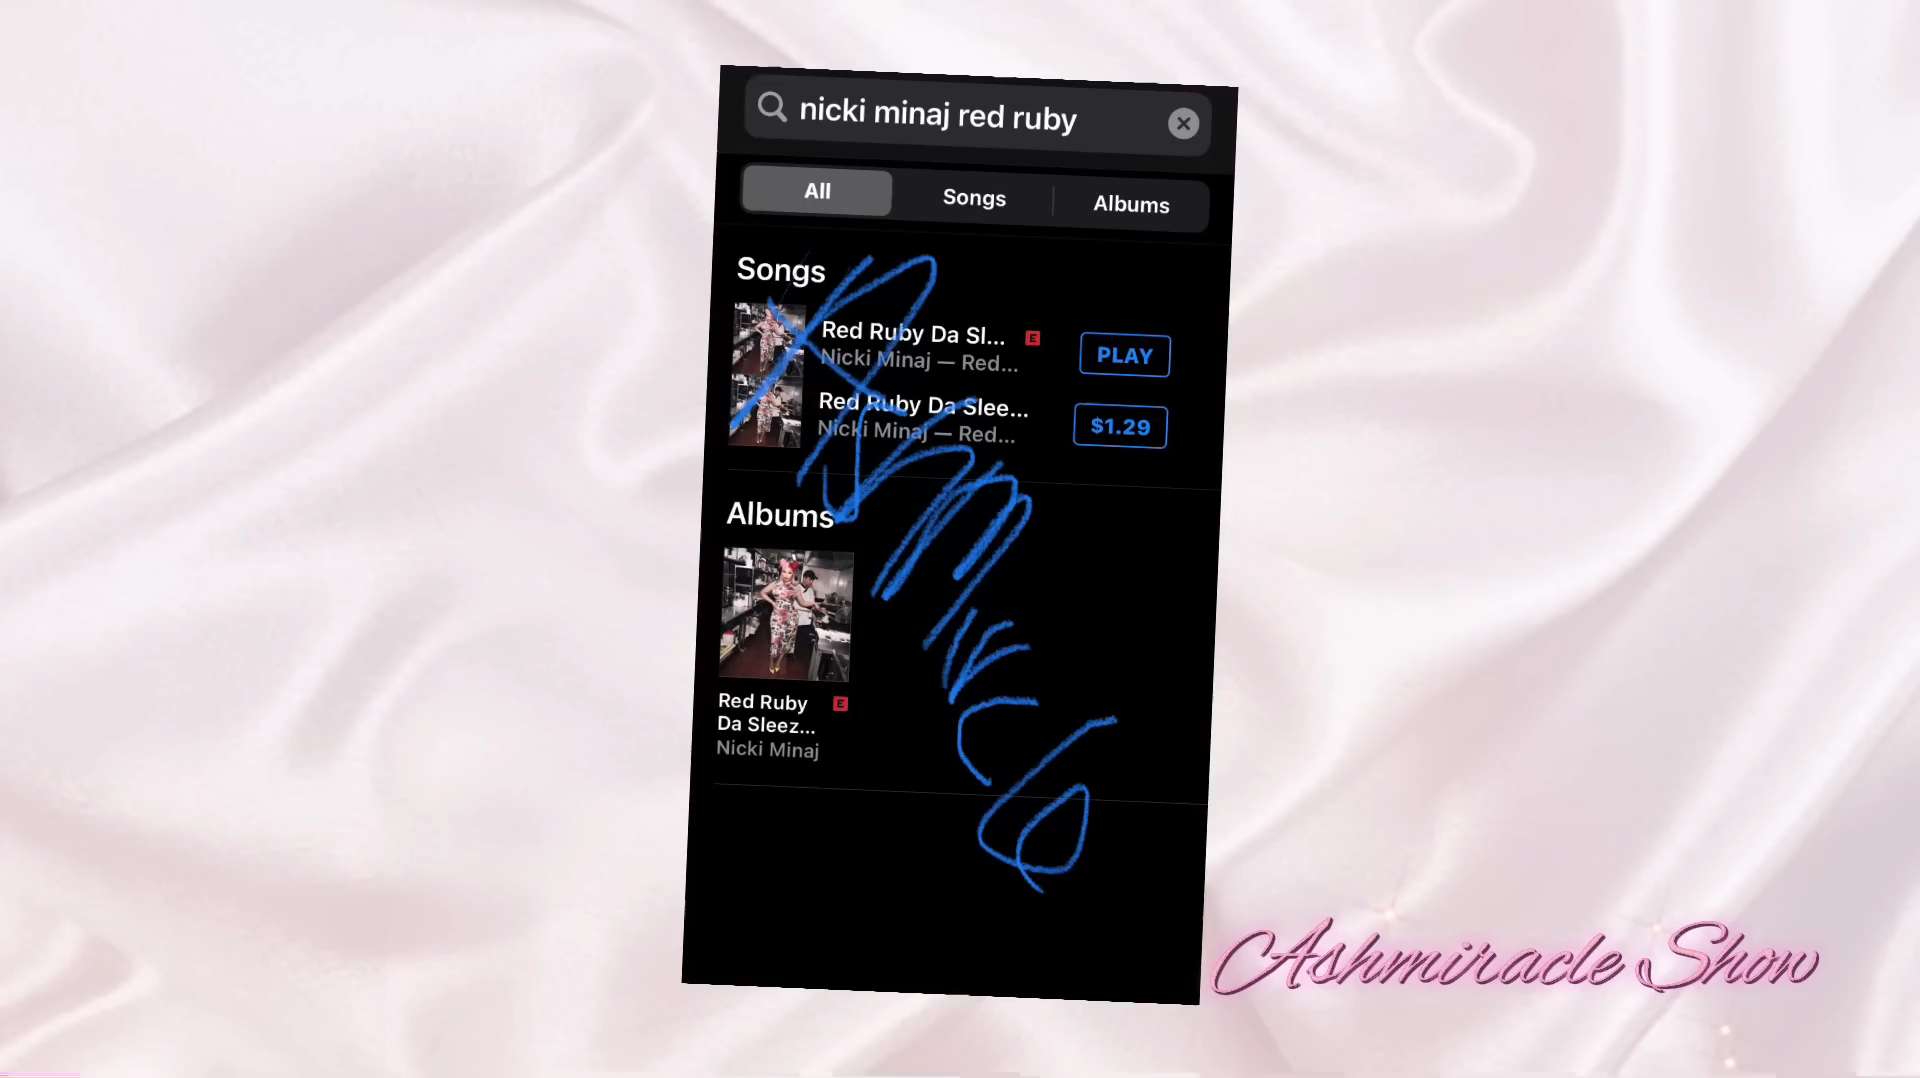 nicki minaj red ruby
All
Songs
Albums
Songs
Red Ruby Da Sl... E
Nicki Minaj — Red...
PLAY
Red Ruby Da Slee...
Nicki Minaj — Red...
$1.29
Albums
Red Ruby E
Da Sleez...
Nicki Minaj
Ashmiracle Show